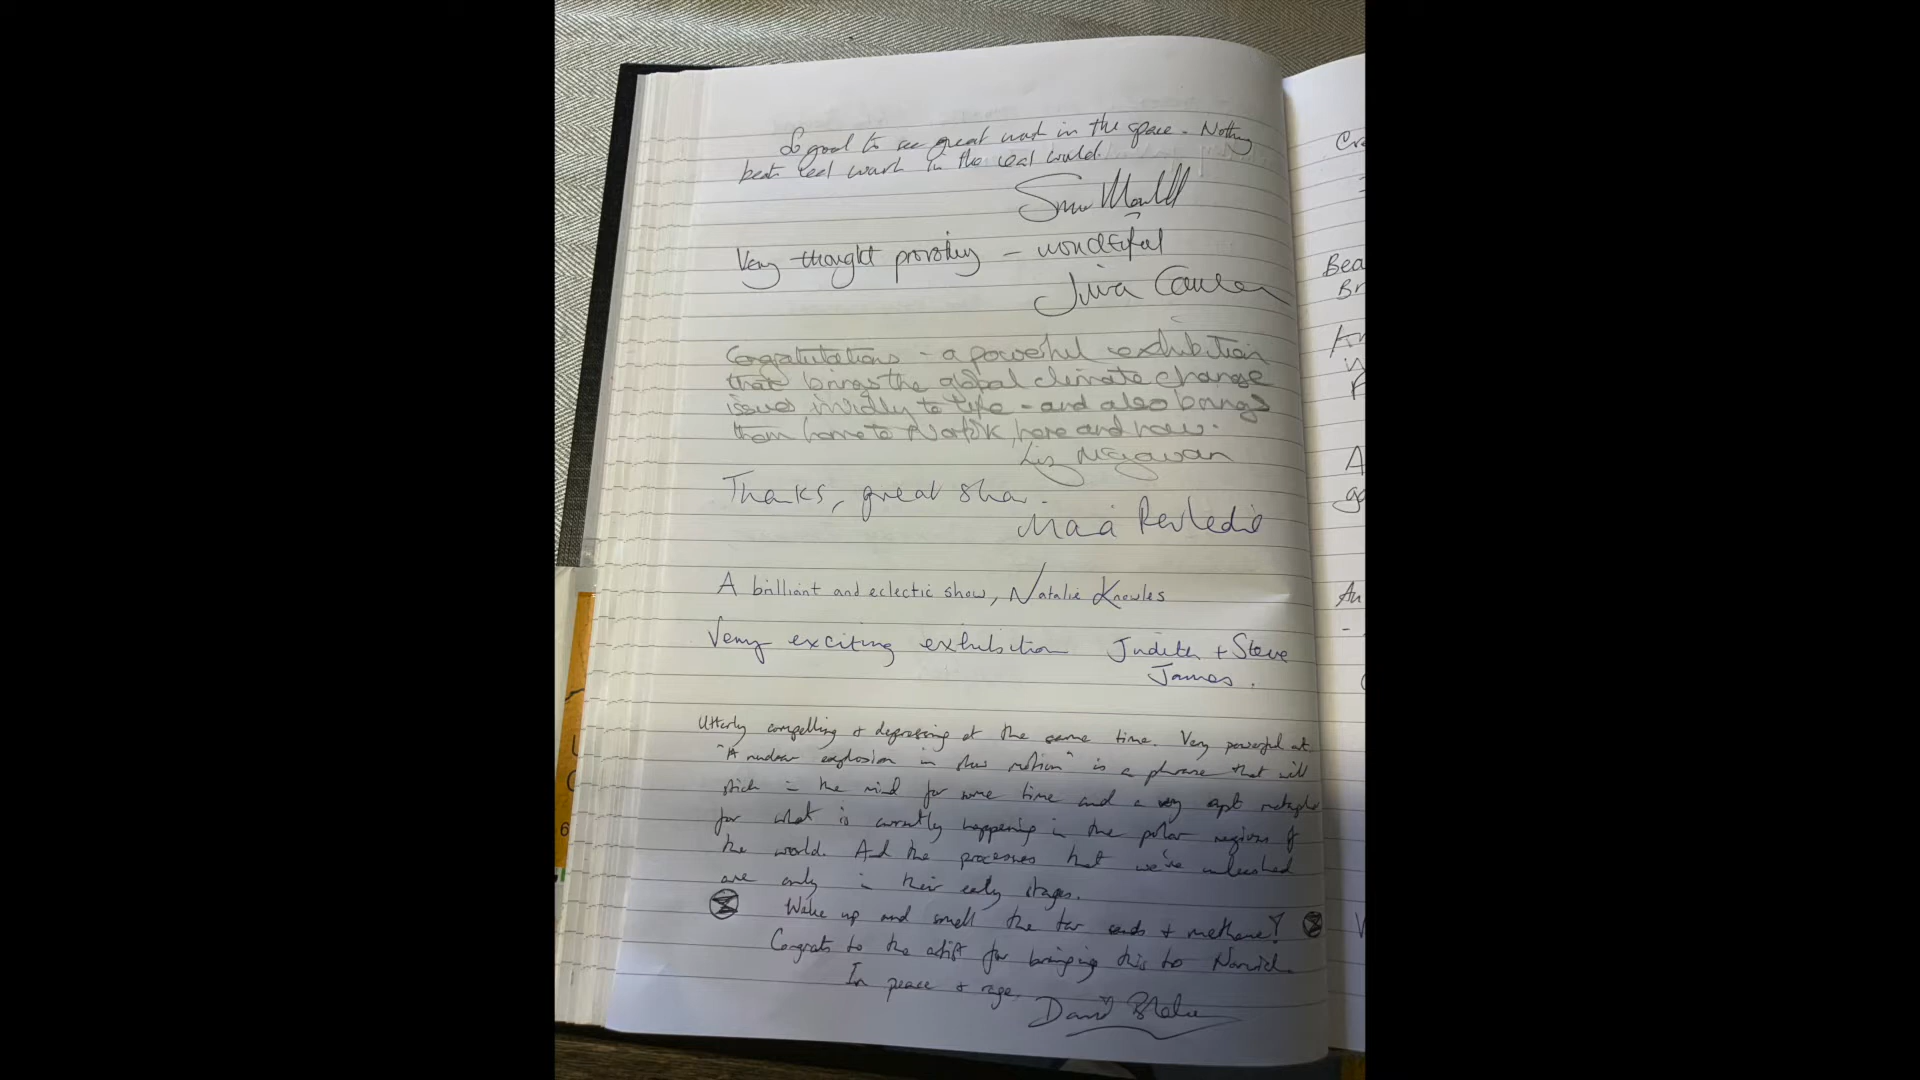 So good to see great work in the space. Nothing
beats real work in the real world.
Very thought provoking – wonderful
Congratulations - a powerful exhibition
that brings the global climate change
issues vividly to life - and also brings
them home to Norfolk, here and now.
Liz McGowan
Thanks, great show.
A brilliant and eclectic show, Natalie Knowles
Very exciting exhibition Judith + Steve
James.
Utterly compelling + depressing at the same time. Very powerful art.
"A nuclear explosion in slow motion" is a phrase that will
stick in the mind for some time and a very apt metaphor
for what is currently happening in the polar regions of
the world. And the processes that we've unleashed
are only in their early stages.
Wake up and smell the tar sands + methane!
Congrats to the artist for bringing this to Norwich.
In peace + rage,
David
Cra
Bea
Br
A
ga
An